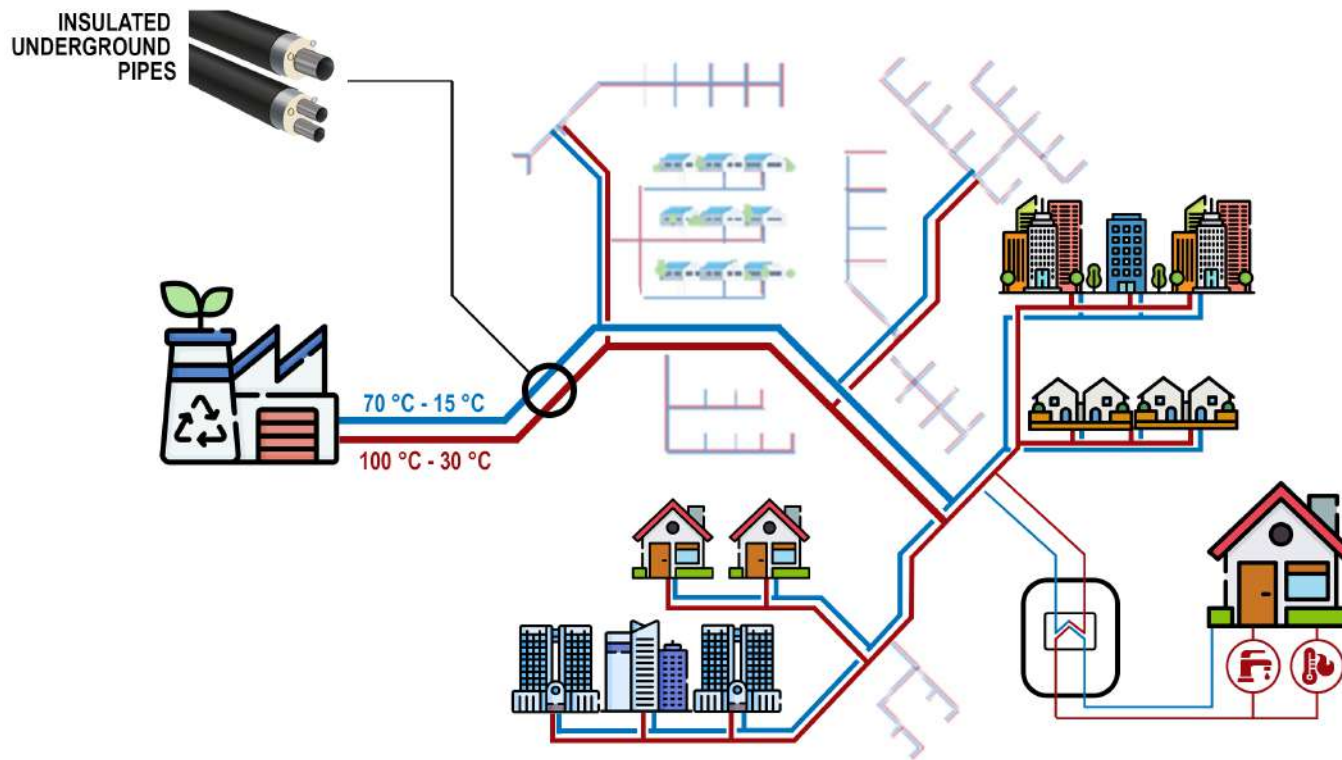 INSULATED
UNDERGROUND
PIPES
70 °C - 15 °C
100 °C - 30 °C
H
H